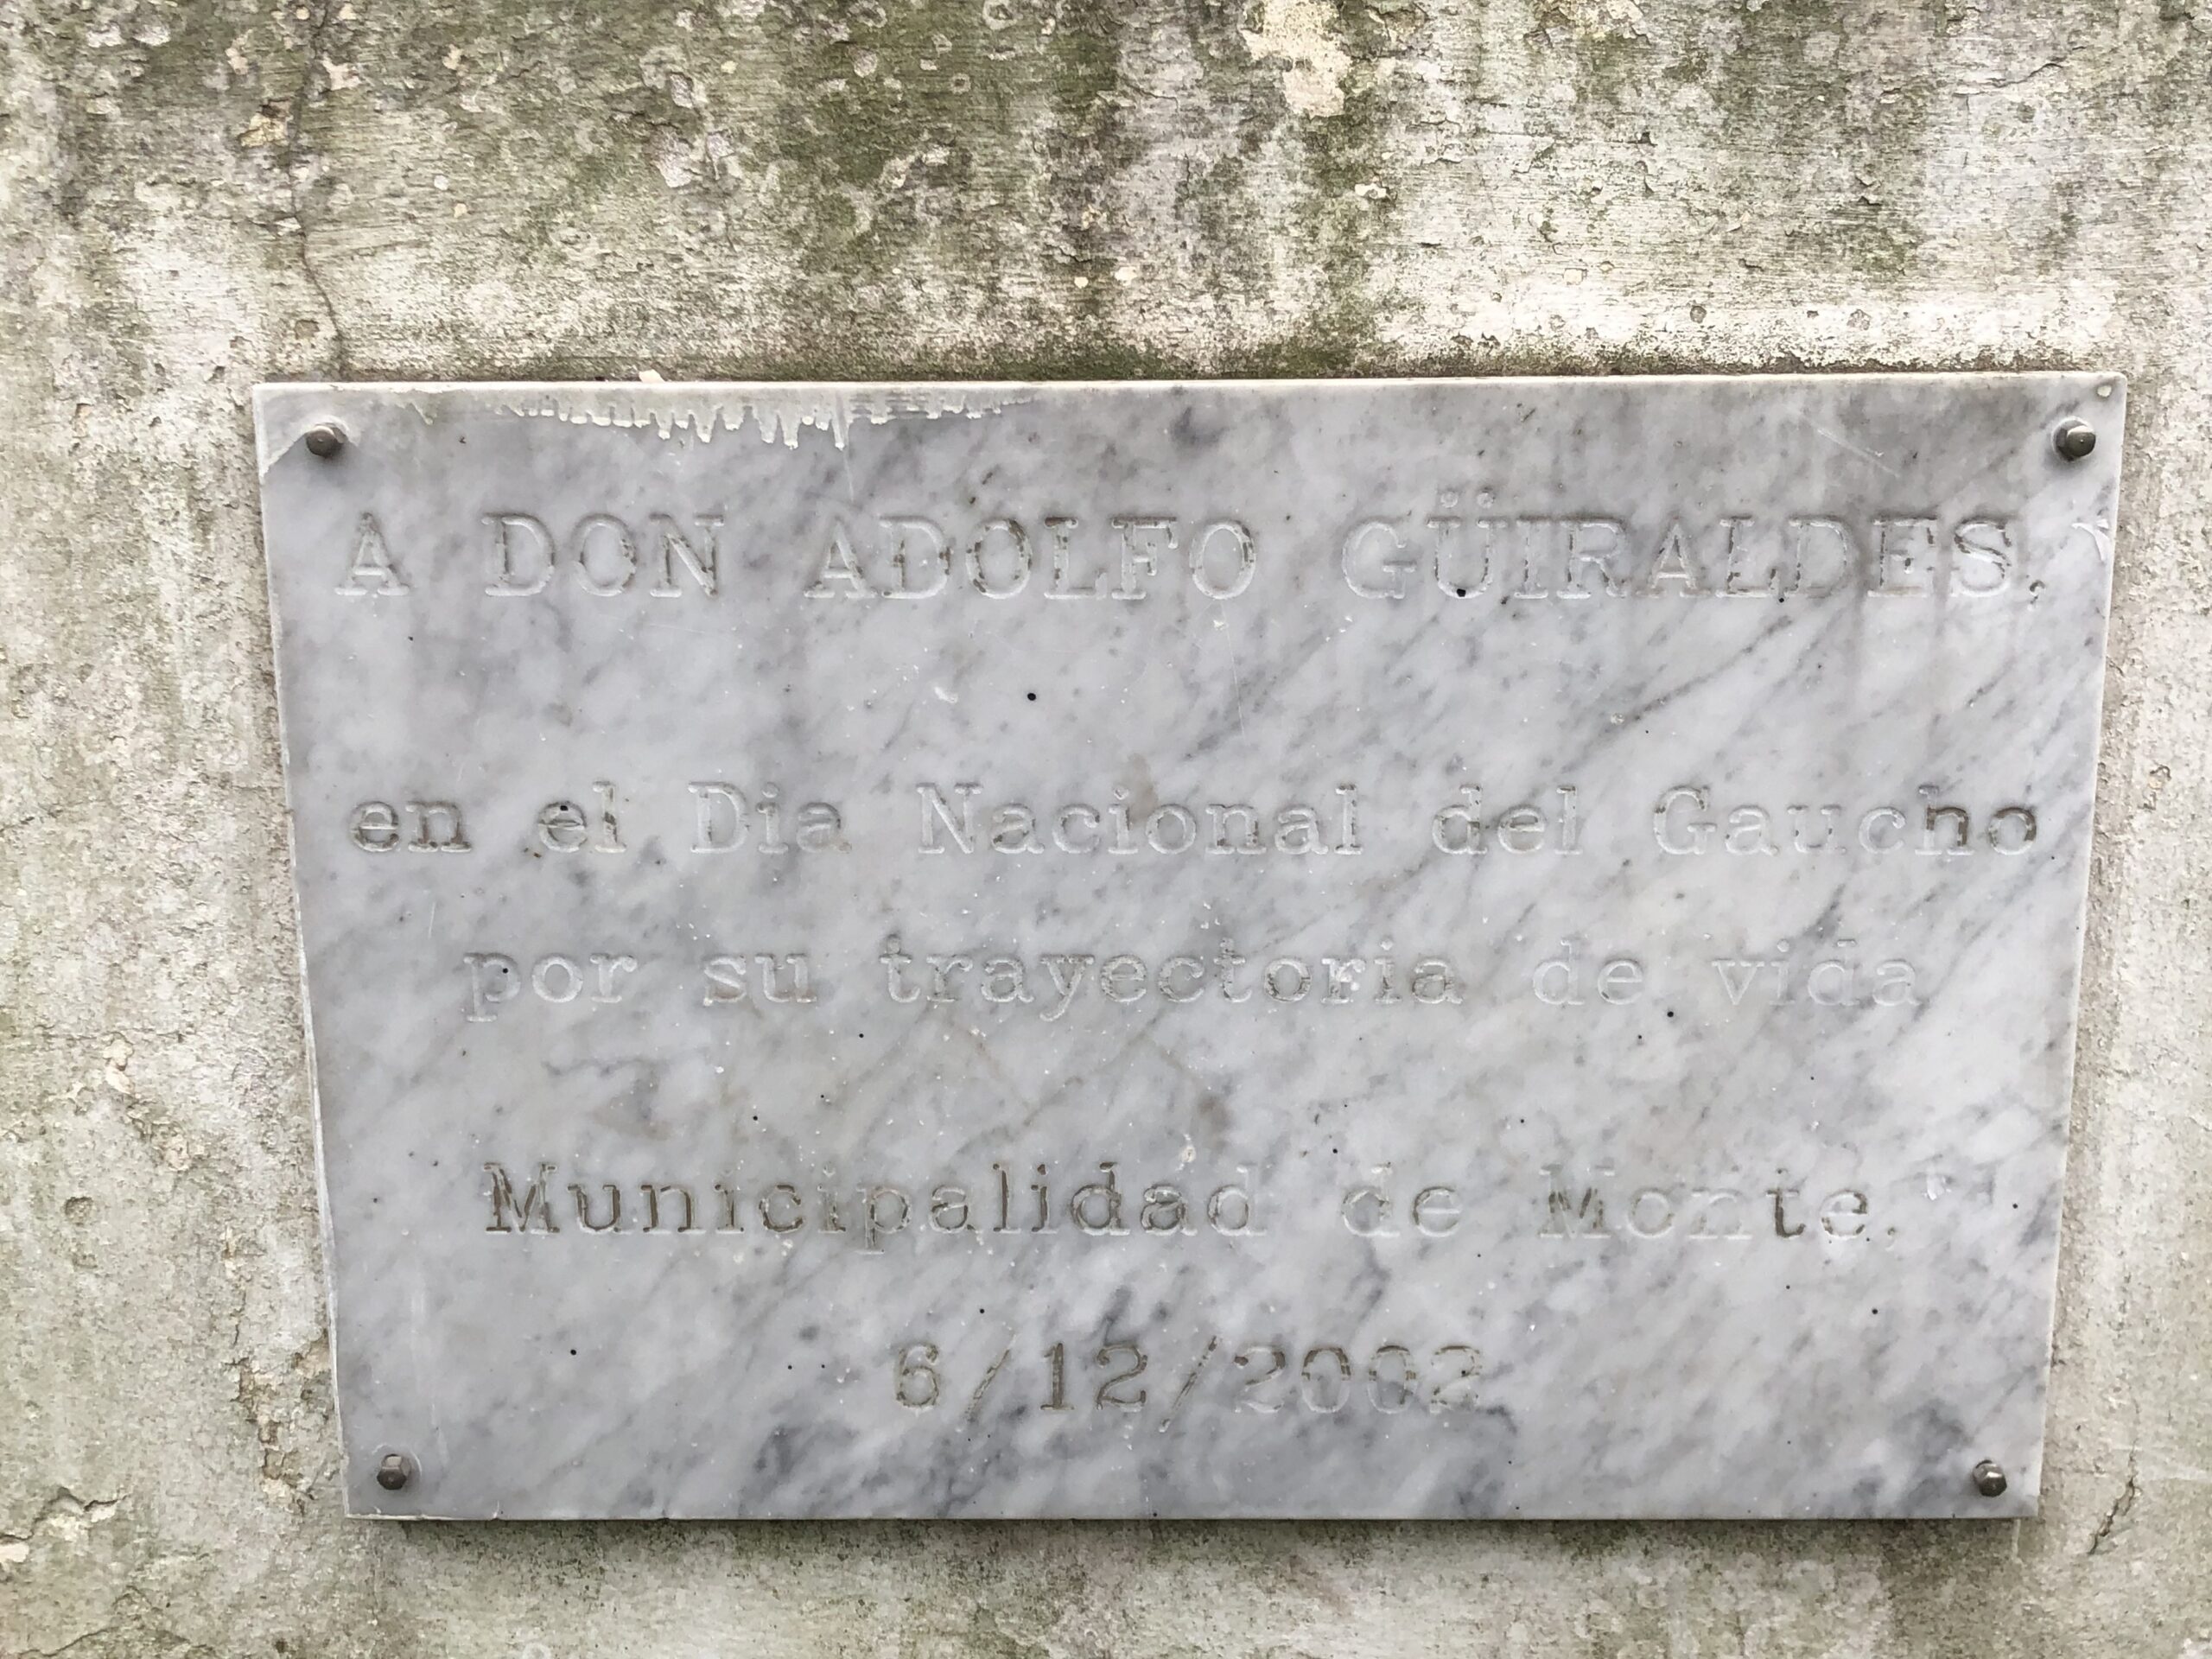 A DON ADOLFO GÜIRALDES,
en el Dia Nacional del Gaucho
por su trayectoria de vida
Municipalidad de Monte,
6/12/2002